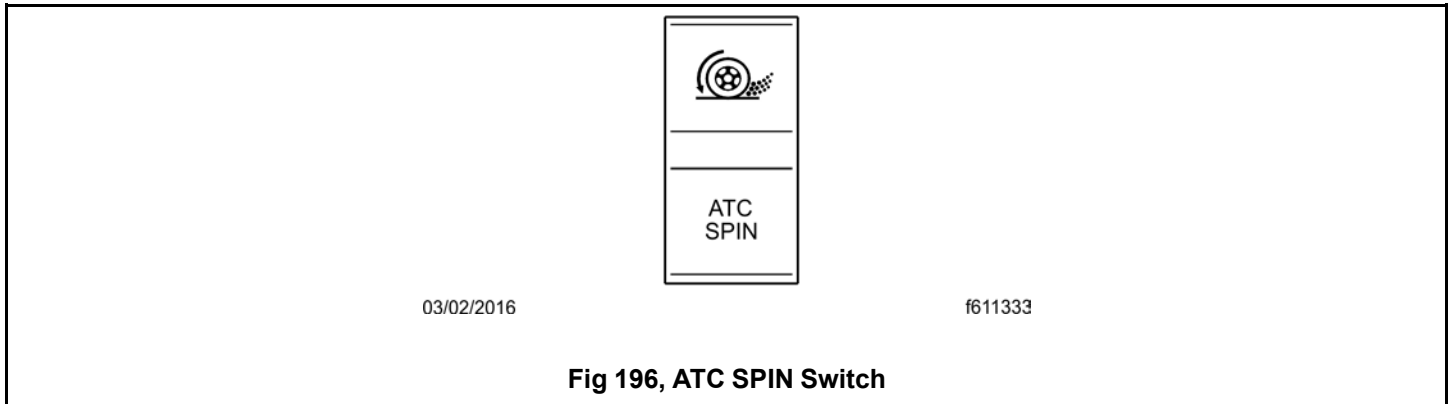 ATC
SPIN
03/02/2016 f611333
Fig 196, ATC SPIN Switch